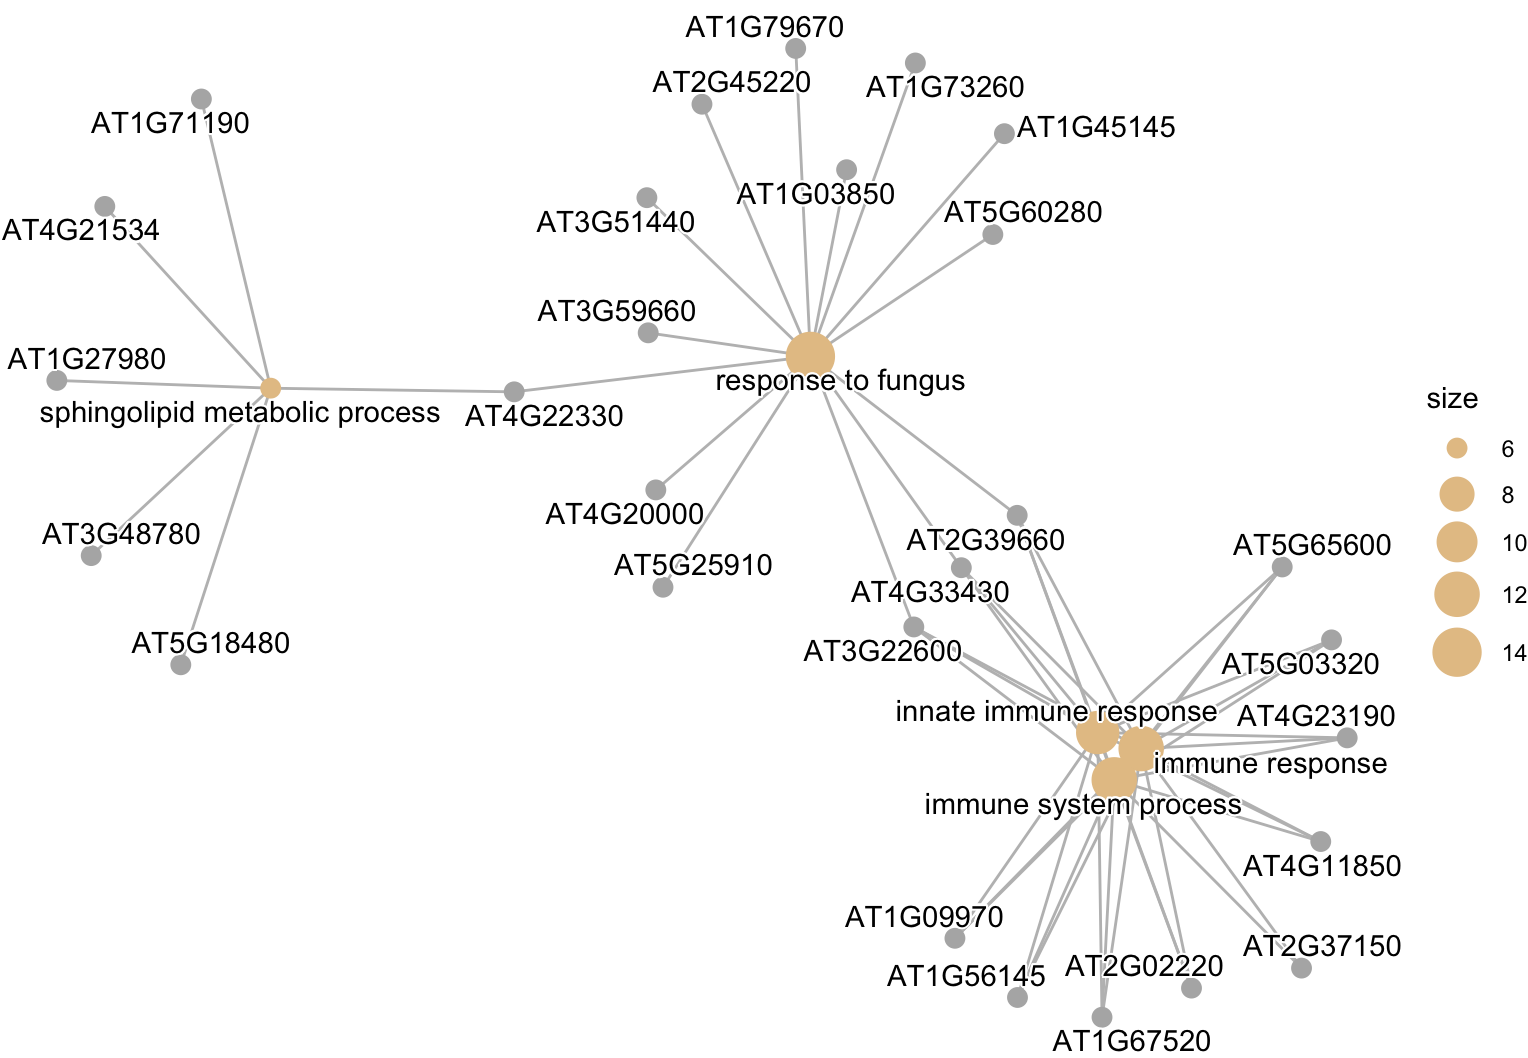 AT1G79670
AT2G45220
AT1G73260
AT1G71190
AT1G45145
AT1G03850
AT5G60280
AT3G51440
AT4G21534
AT3G59660
AT1G27980
response to fungus
size
sphingolipid metabolic process
AT4G22330
6
8
AT4G20000
AT3G48780
AT2G39660
AT5G65600
10
AT5G25910
AT4G33430
12
AT5G18480
AT3G22600
AT5G03320
14
innate immune response
AT4G23190
immune response
immune system process
AT4G11850
AT1G09970
AT2G37150
AT1G56145
AT2G02220
AT1G67520